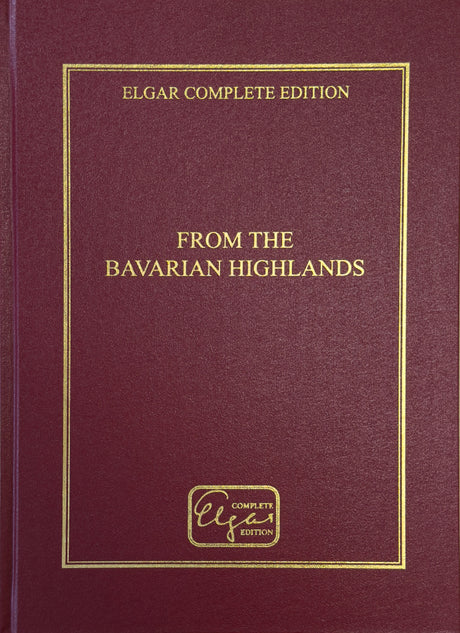 ELGAR COMPLETE EDITION
FROM THE
BAVARIAN HIGHLANDS
COMPLETE
Elgar
EDITION